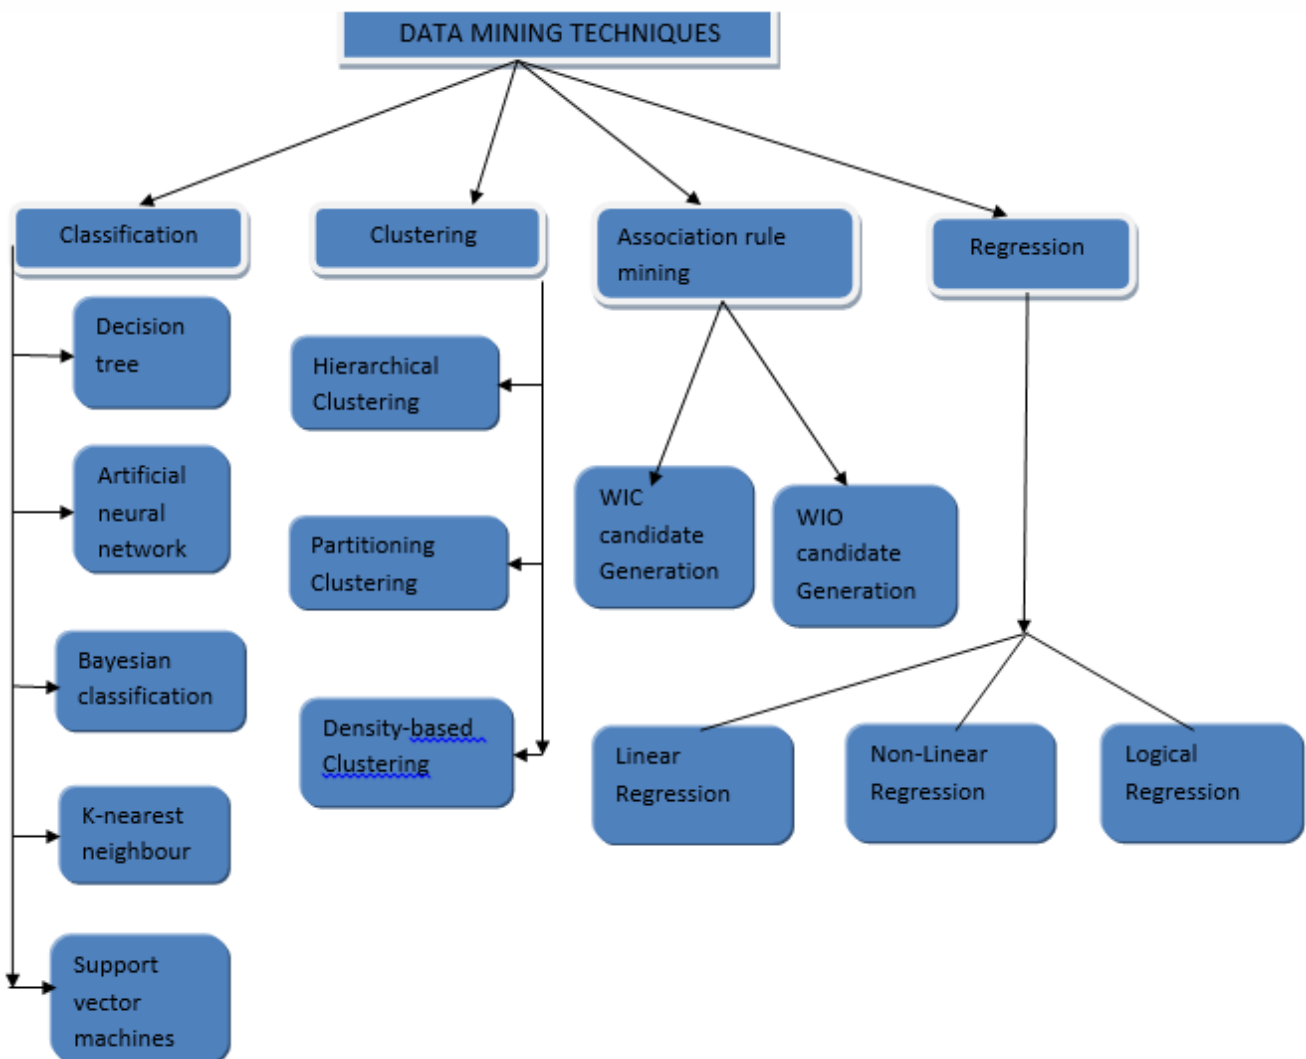 DATA MINING TECHNIQUES
Classification
Clustering
Association rule
mining
Regression
Decision
tree
Artificial
neural
network
Bayesian
classification
K-nearest
neighbour
Support
vector
machines
Hierarchical
Clustering
Partitioning
Clustering
Density-based
Clustering
WIC
candidate
Generation
WIO
candidate
Generation
Linear
Regression
Non-Linear
Regression
Logical
Regression